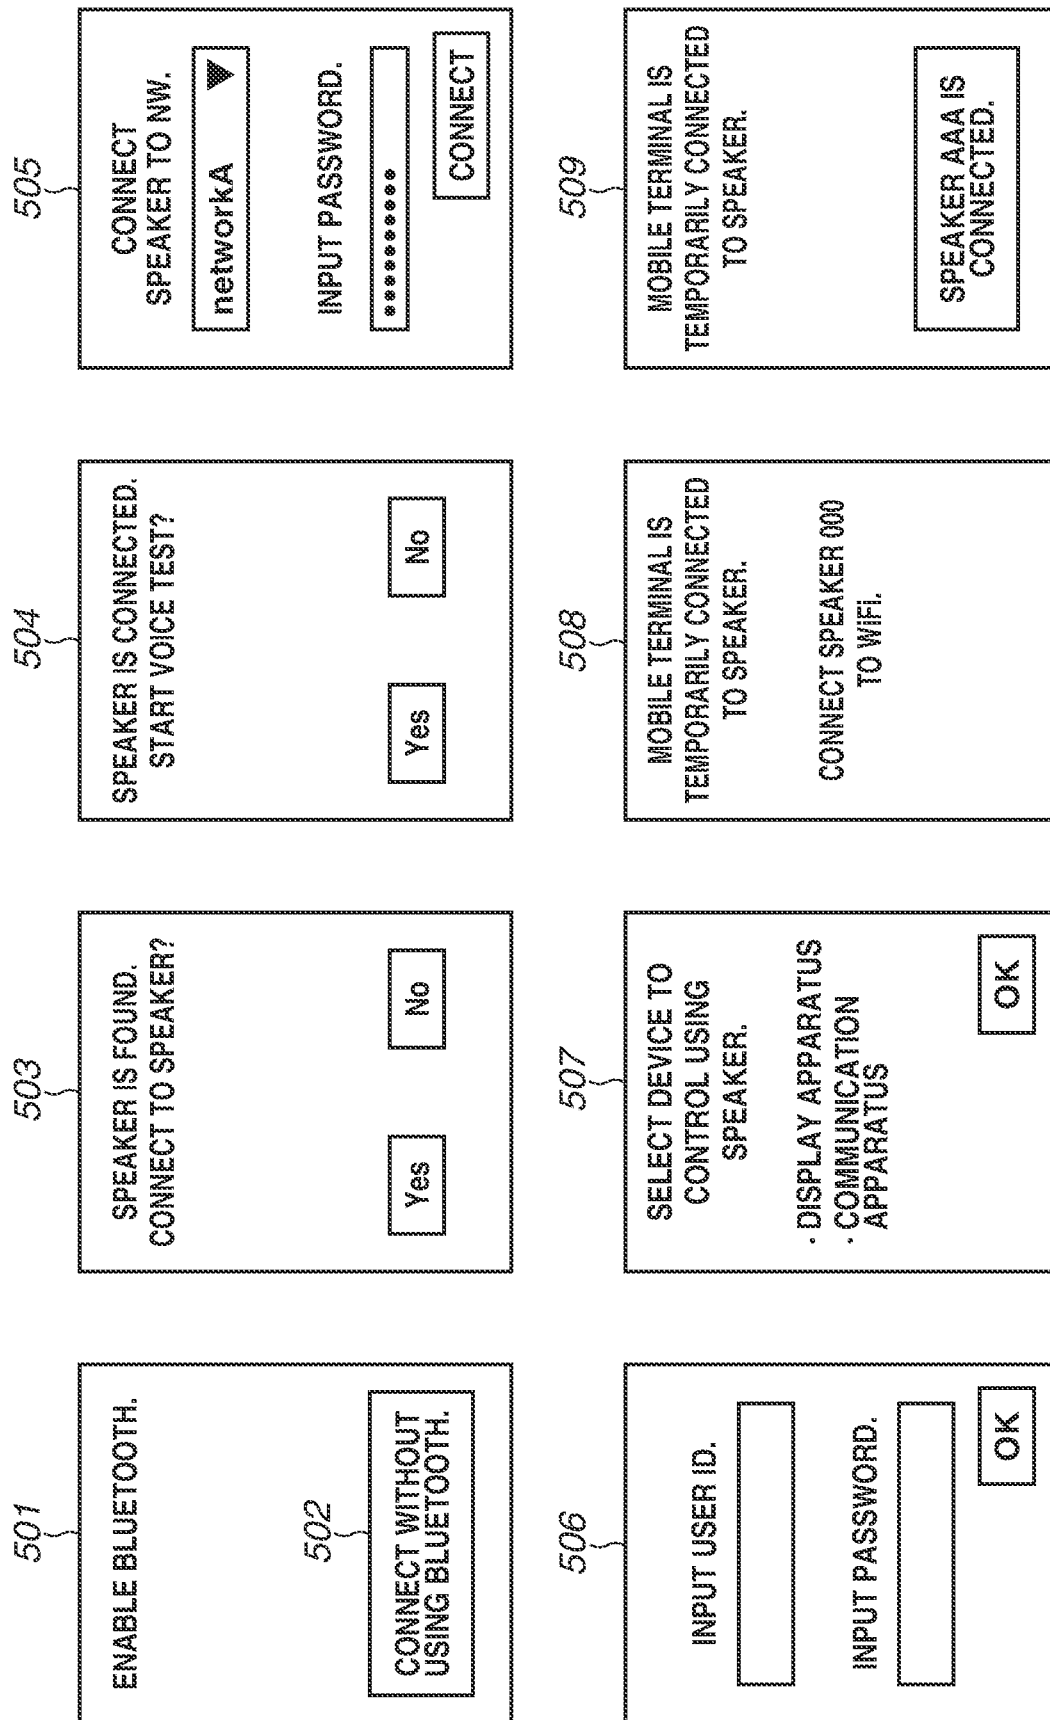 501
ENABLE BLUETOOTH.
502
CONNECT WITHOUT
USING BLUETOOTH.
503
SPEAKER IS FOUND.
CONNECT TO SPEAKER?
Yes
No
504
SPEAKER IS CONNECTED.
START VOICE TEST?
Yes
No
505
CONNECT
SPEAKER TO NW.
networkA ▼
INPUT PASSWORD.
•••••••••••
CONNECT
506
INPUT USER ID.
INPUT PASSWORD.
OK
507
SELECT DEVICE TO
CONTROL USING
SPEAKER.
· DISPLAY APPARATUS
· COMMUNICATION
APPARATUS
OK
508
MOBILE TERMINAL IS
TEMPORARILY CONNECTED
TO SPEAKER.
CONNECT SPEAKER 000
TO WIFI.
509
MOBILE TERMINAL IS
TEMPORARILY CONNECTED
TO SPEAKER.
SPEAKER AAA IS
CONNECTED.